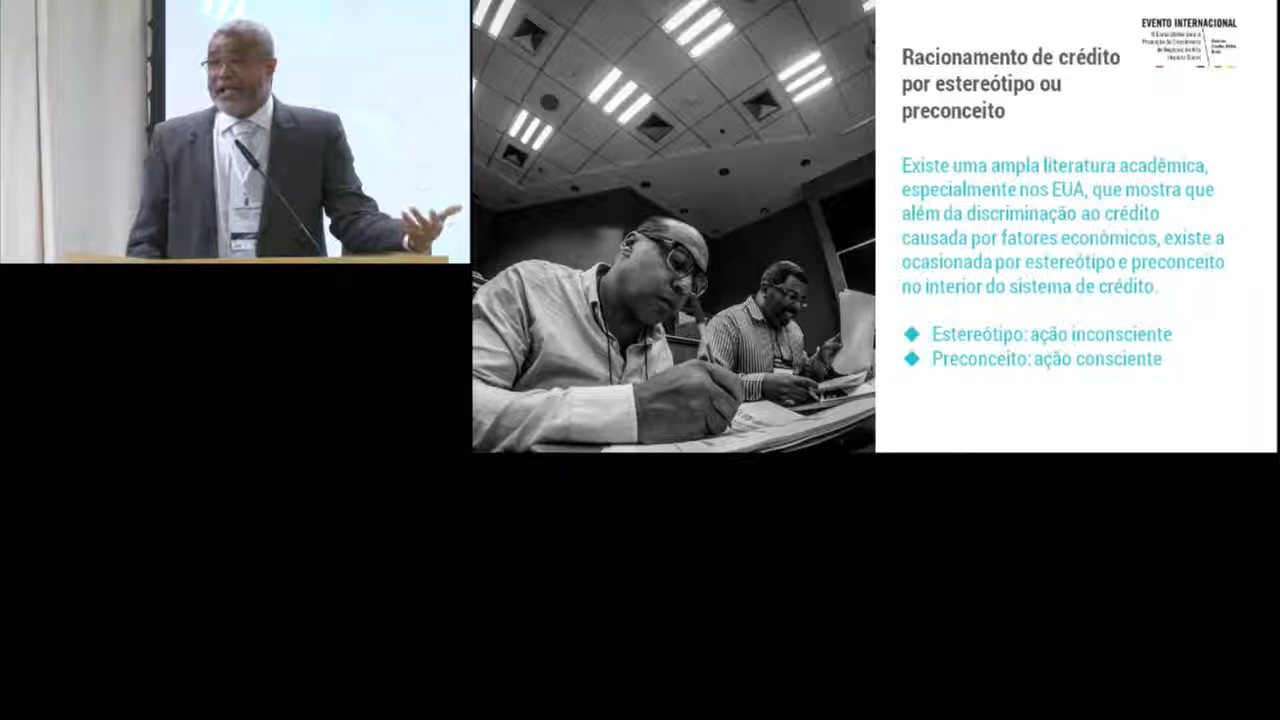 EVENTO INTERNACIONAL
Racionamento de crédito
por estereótipo ou
preconceito
Existe uma ampla literatura acadêmica,
especialmente nos EUA, que mostra que
além da discriminação ao crédito
causada por fatores econômicos, existe a
ocasionada por estereótipo e preconceito
no interior do sistema de crédito.
Estereótipo: ação inconsciente
Preconceito: ação consciente